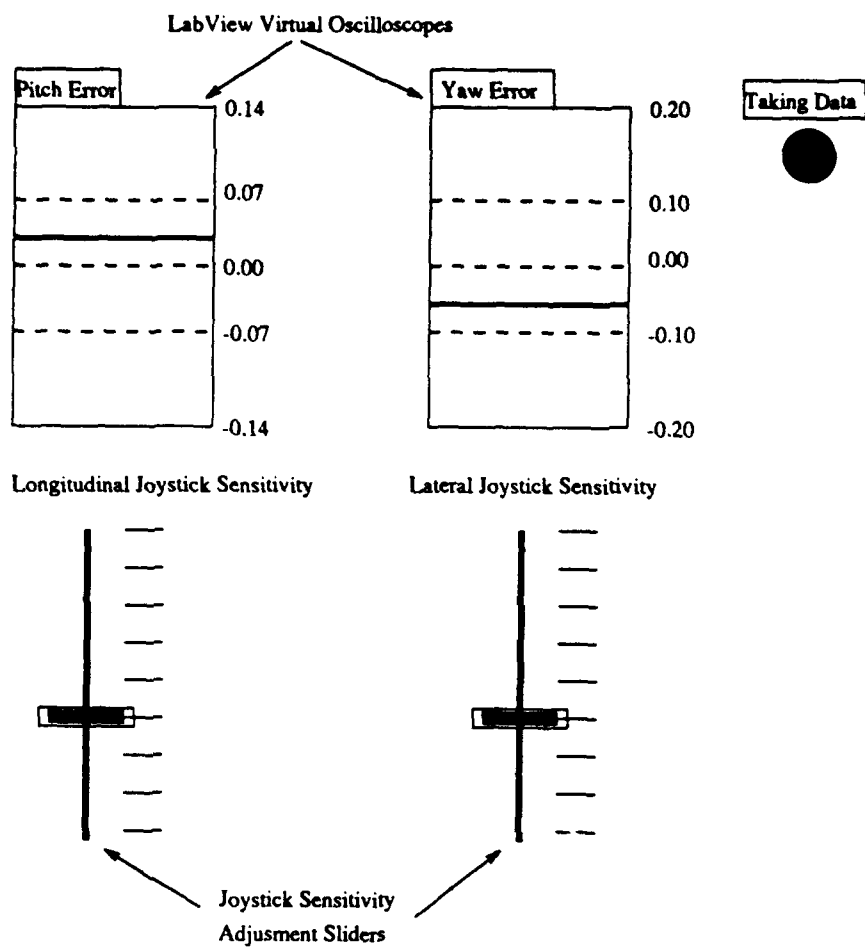 LabView Virtual Oscilloscopes
Pitch Error
0.14
0.07
0.00
-0.07
-0.14
Yaw Error
0.20
0.10
0.00
-0.10
-0.20
Taking Data
Longitudinal Joystick Sensitivity
Lateral Joystick Sensitivity
Joystick Sensitivity
Adjusment Sliders